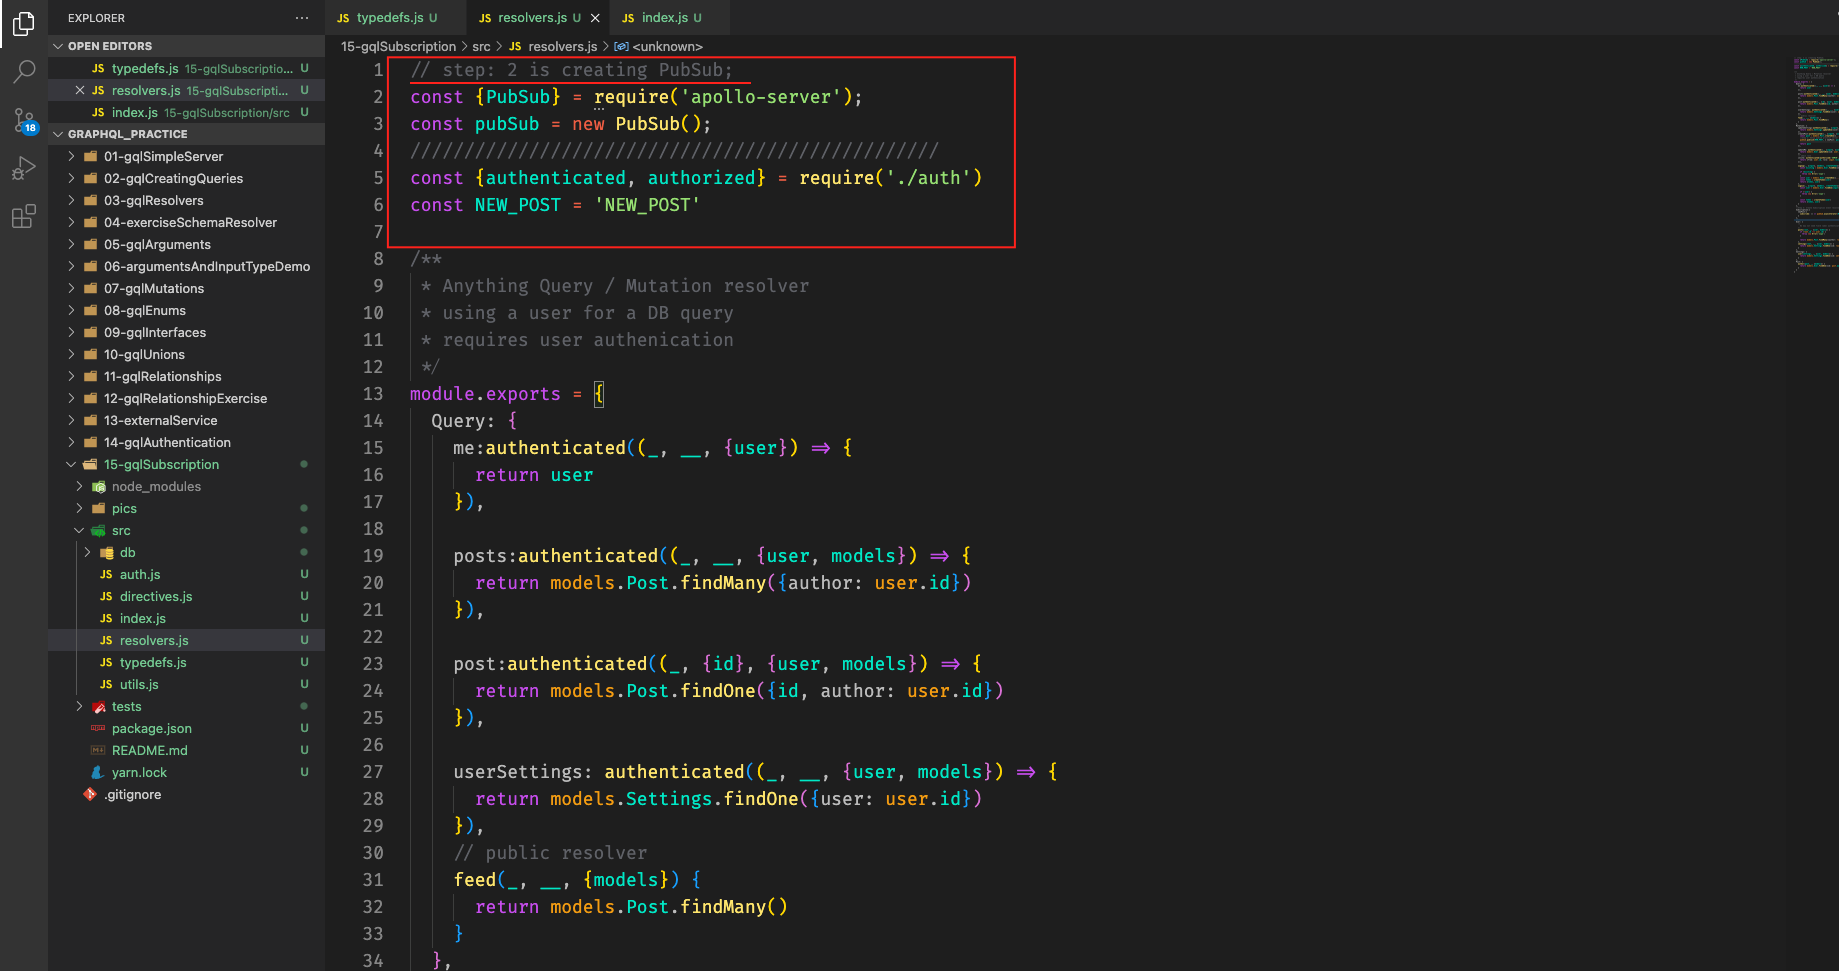 EXPLORER
OPEN EDITORS
typedefs.js 15-gqlSubscriptio... U
resolvers.js 15-gqlSubscripti... U
index.js 15-gqlSubscription/src U
18
GRAPHQL_PRACTICE
01-gqlSimpleServer
02-gqlCreatingQueries
03-gqlResolvers
04-exerciseSchemaResolver
05-gqlArguments
06-argumentsAndInputTypeDemo
07-gqlMutations
08-gqlEnums
09-gqlInterfaces
10-gqlUnions
11-gqlRelationships
12-gqlRelationshipExercise
13-externalService
14-gqlAuthentication
15-gqlSubscription
node_modules
pics
src
db
JS auth.js U
JS directives.js U
JS index.js U
JS resolvers.js U
JS typedefs.js U
JS utils.js U
tests
package.json U
README.md U
yarn.lock U
.gitignore
JS typedefs.js U JS resolvers.js U JS index.js U
15-gqlSubscription > src > JS resolvers.js > <unknown>
1 // step: 2 is creating PubSub;
2 const {PubSub} = require('apollo-server');
3 const pubSub = new PubSub();
4 /////////////////////////////////////////////////
5 const {authenticated, authorized} = require('./auth')
6 const NEW_POST = 'NEW_POST'
7
8 /**
9 * Anything Query / Mutation resolver
10 * using a user for a DB query
11 * requires user authenication
12 */
13 module.exports = {
14 Query: {
15 me:authenticated((_, __, {user}) => {
16 return user
17 }),
18
19 posts:authenticated((_, __, {user, models}) => {
20 return models.Post.findMany({author: user.id})
21 }),
22
23 post:authenticated((_, {id}, {user, models}) => {
24 return models.Post.findOne({id, author: user.id})
25 }),
26
27 userSettings: authenticated((_, __, {user, models}) => {
28 return models.Settings.findOne({user: user.id})
29 }),
30 // public resolver
31 feed(_, __, {models}) {
32 return models.Post.findMany()
33 }
34 },